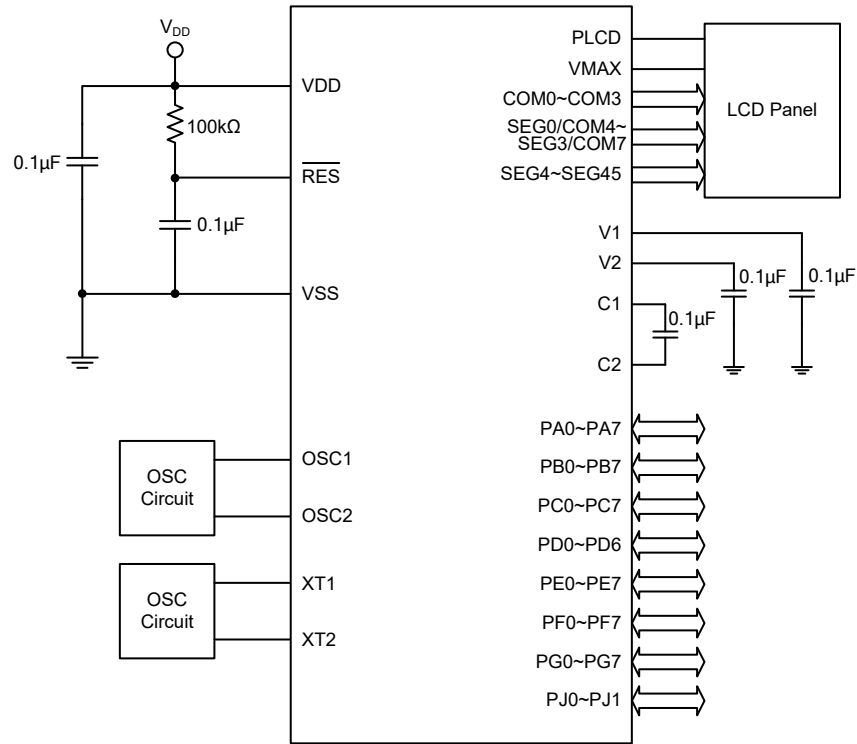 VDD
VDD
100kΩ
0.1µF
RES
0.1µF
VSS
OSC
Circuit
OSC1
OSC2
OSC
Circuit
XT1
XT2
PLCD
VMAX
COM0~COM3
SEG0/COM4~
SEG3/COM7
SEG4~SEG45
LCD Panel
V1
V2
C1
C2
0.1µF
0.1µF
0.1µF
PA0~PA7
PB0~PB7
PC0~PC7
PD0~PD6
PE0~PE7
PF0~PF7
PG0~PG7
PJ0~PJ1